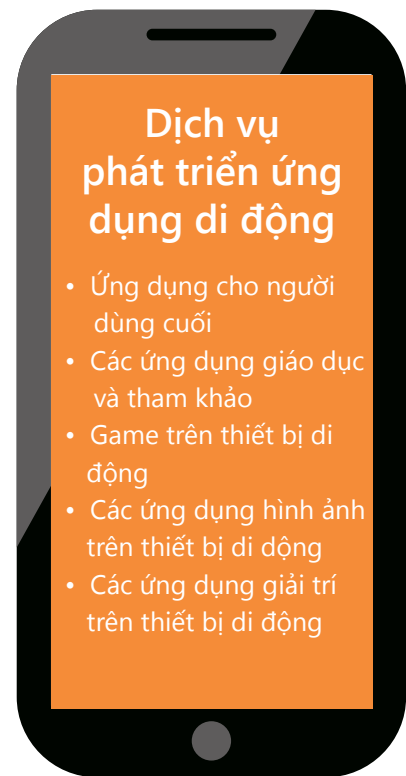 Dịch vụ
phát triển ứng
dụng di động
• Ứng dụng cho người
dùng cuối
• Các ứng dụng giáo dục
và tham khảo
• Game trên thiết bị di
động
• Các ứng dụng hình ảnh
trên thiết bị di dộng
• Các ứng dụng giải trí
trên thiết bị di động